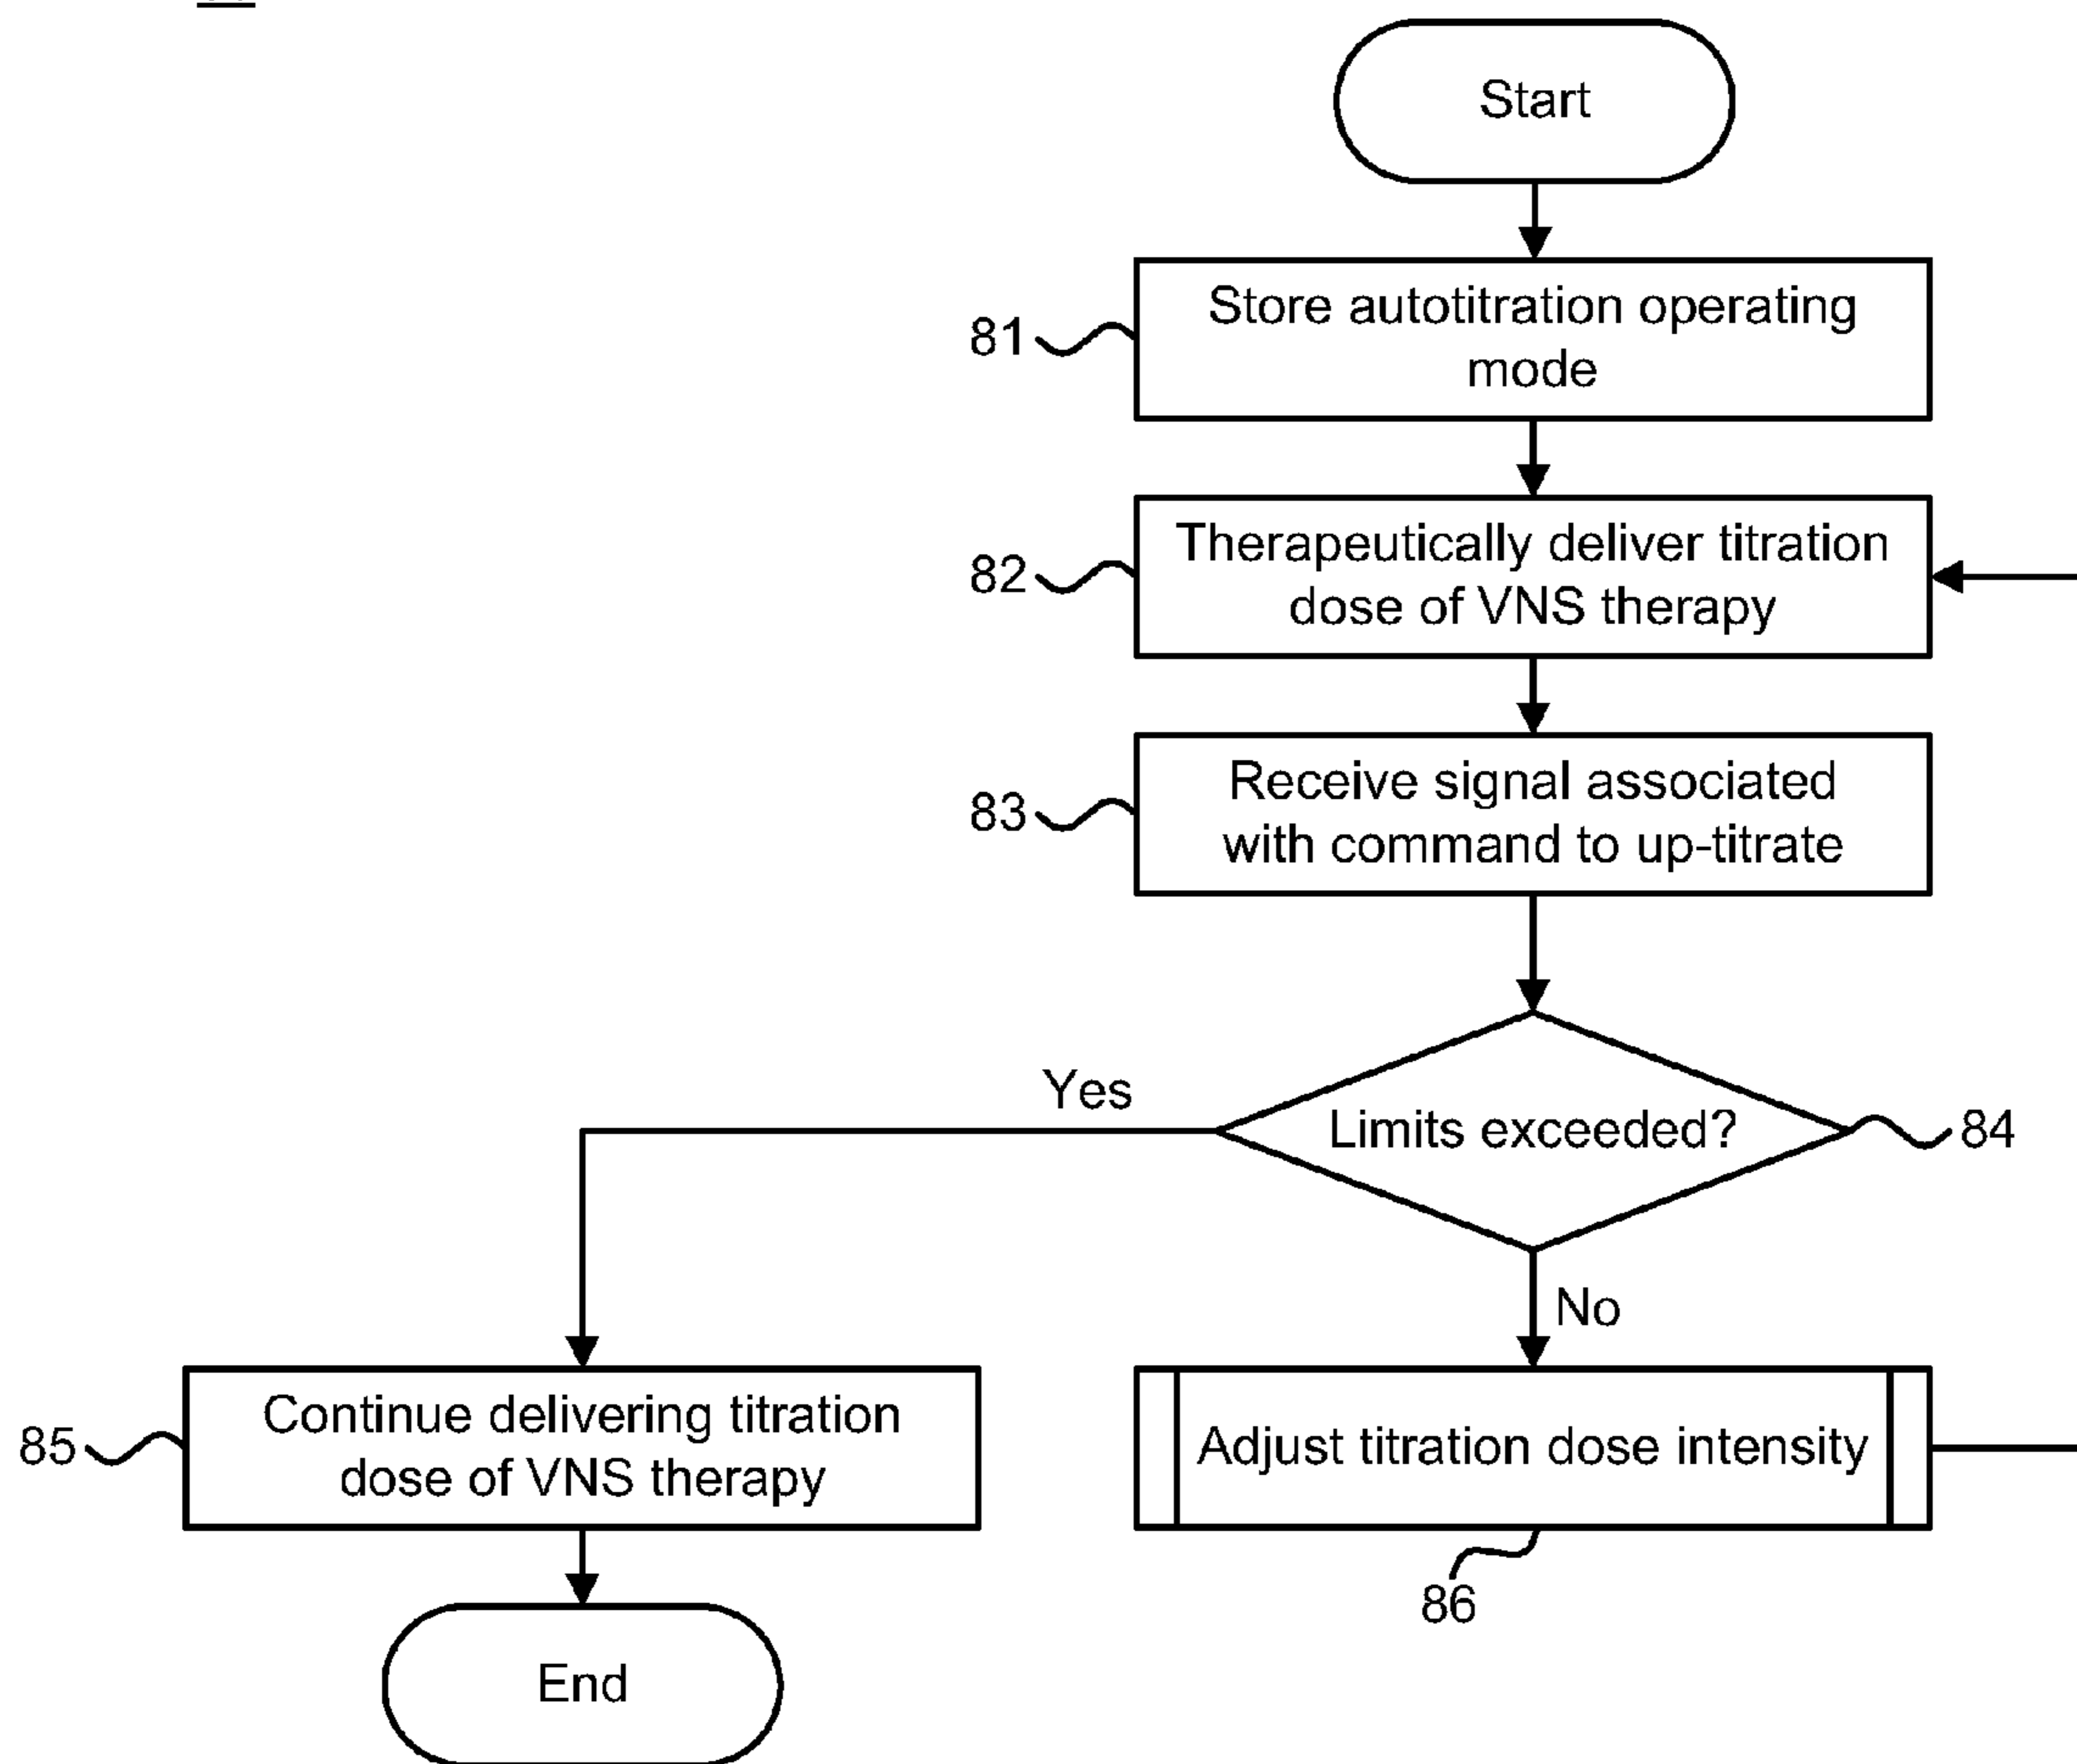 Start
81
Store autotitration operating
mode
82
Therapeutically deliver titration
dose of VNS therapy
83
Receive signal associated
with command to up-titrate
Yes
Limits exceeded?
84
No
85
Continue delivering titration
dose of VNS therapy
Adjust titration dose intensity
86
End